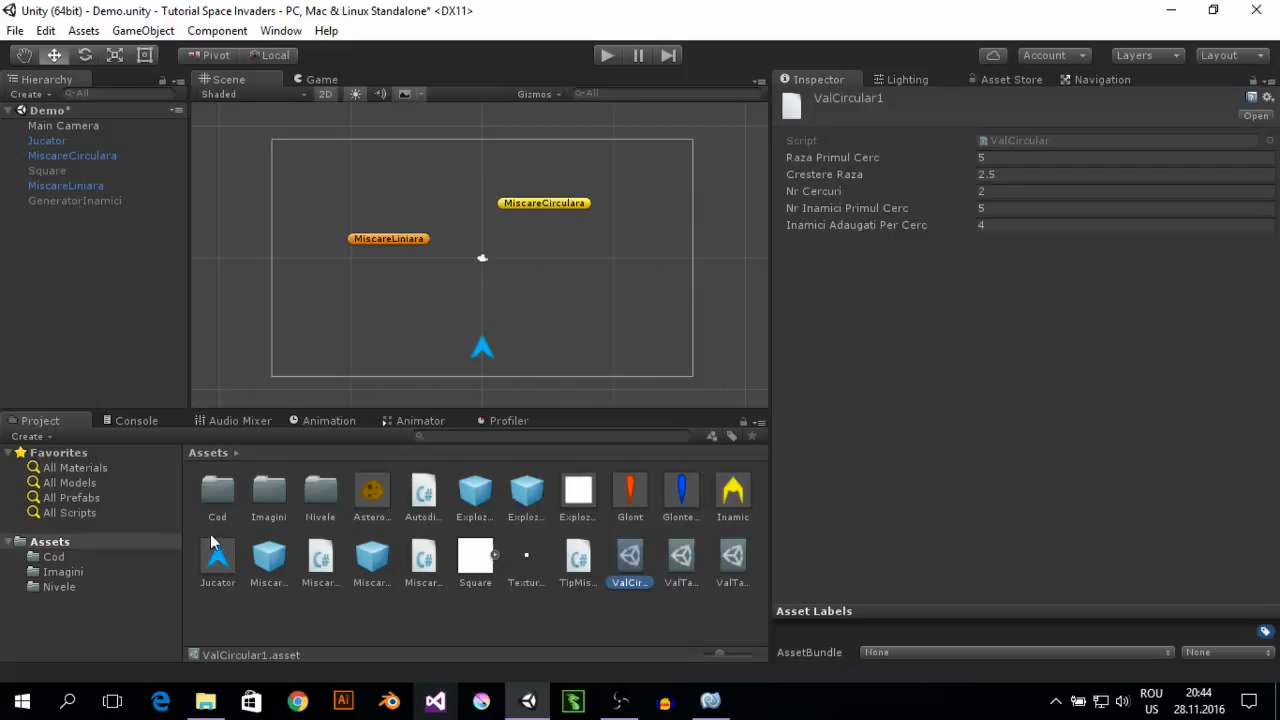 Unity (64bit) - Demo.unity - Tutorial Space Invaders - PC, Mac & Linux Standalone* <DX11>
File Edit Assets GameObject Component Window Help
Pivot Local Account Layers Layout
Hierarchy Scene Game Inspector Lighting Asset Store Navigation
Create All Shaded 2D Gizmos All
Demo*
Main Camera
Jucator
MiscareCirculara
Square
MiscareLiniara
GeneratorInamici
MiscareCirculara
MiscareLiniara
ValCircular1
Open
Script ValCircular
Raza Primul Cerc 5
Crestere Raza 2.5
Nr Cercuri 2
Nr Inamici Primul Cerc 5
Inamici Adaugati Per Cerc 4
Project Console Audio Mixer Animation Animator Profiler
Create
Favorites
All Materials
All Models
All Prefabs
All Scripts
Assets
Cod
Imagini
Nivele
Assets
Cod Imagini Nivele Astero... Autodi... Exploz... Exploz... Exploz... Glont Glonte... Inamic
C# C# C#
Jucator Miscar... Miscar... Miscar... Miscar... Square Textur... TipMis... ValCir... ValTa... ValTa...
ValCircular1.asset
Asset Labels
AssetBundle None None
ROU
US
20:44
28.11.2016